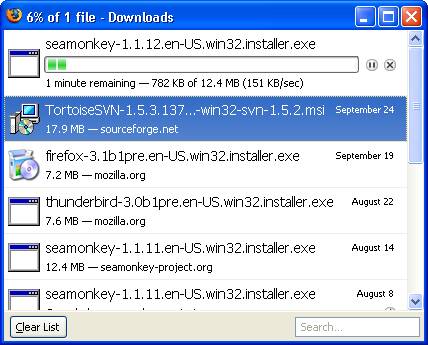 6% of 1 file - Downloads
seamonkey-1.1.12.en-US.win32.installer.exe
1 minute remaining — 782 KB of 12.4 MB (151 KB/sec)
TortoiseSVN-1.5.3.137...-win32-svn-1.5.2.msi September 24
17.9 MB — sourceforge.net
firefox-3.1b1pre.en-US.win32.installer.exe September 19
7.2 MB — mozilla.org
thunderbird-3.0b1pre.en-US.win32.installer.exe August 22
7.6 MB — mozilla.org
seamonkey-1.1.11.en-US.win32.installer.exe August 14
12.4 MB — seamonkey-project.org
seamonkey-1.1.11.en-US.win32.installer.exe August 8
Clear List Search...